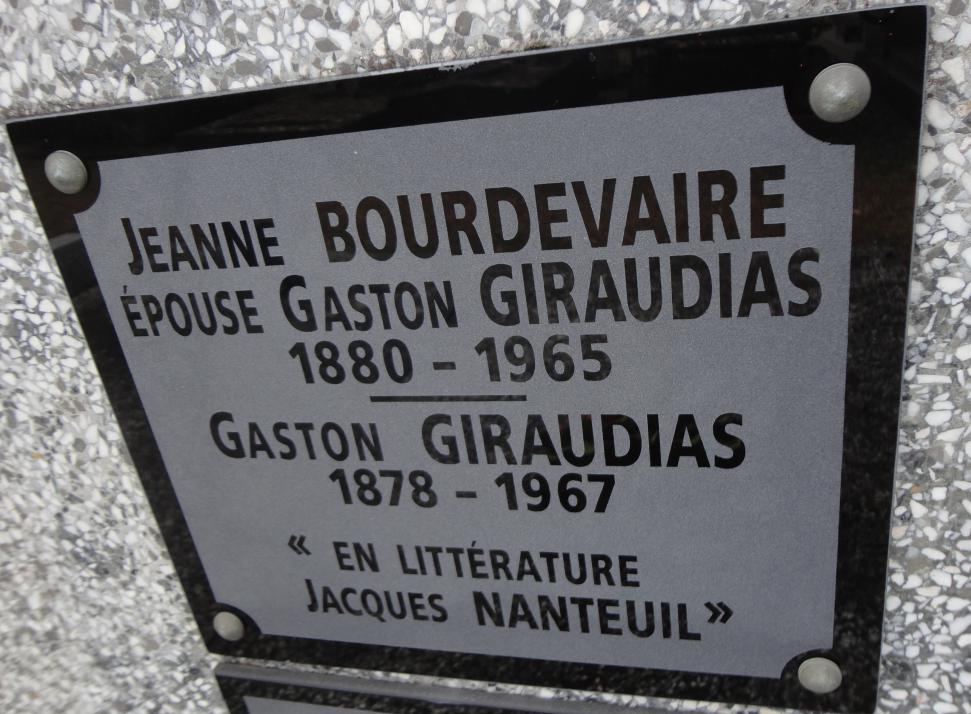 JEANNE BOURDEVAIRE
ÉPOUSE GASTON GIRAUDIAS
1880 – 1965
GASTON GIRAUDIAS
1878 – 1967
« EN LITTÉRATURE
JACQUES NANTEUIL »